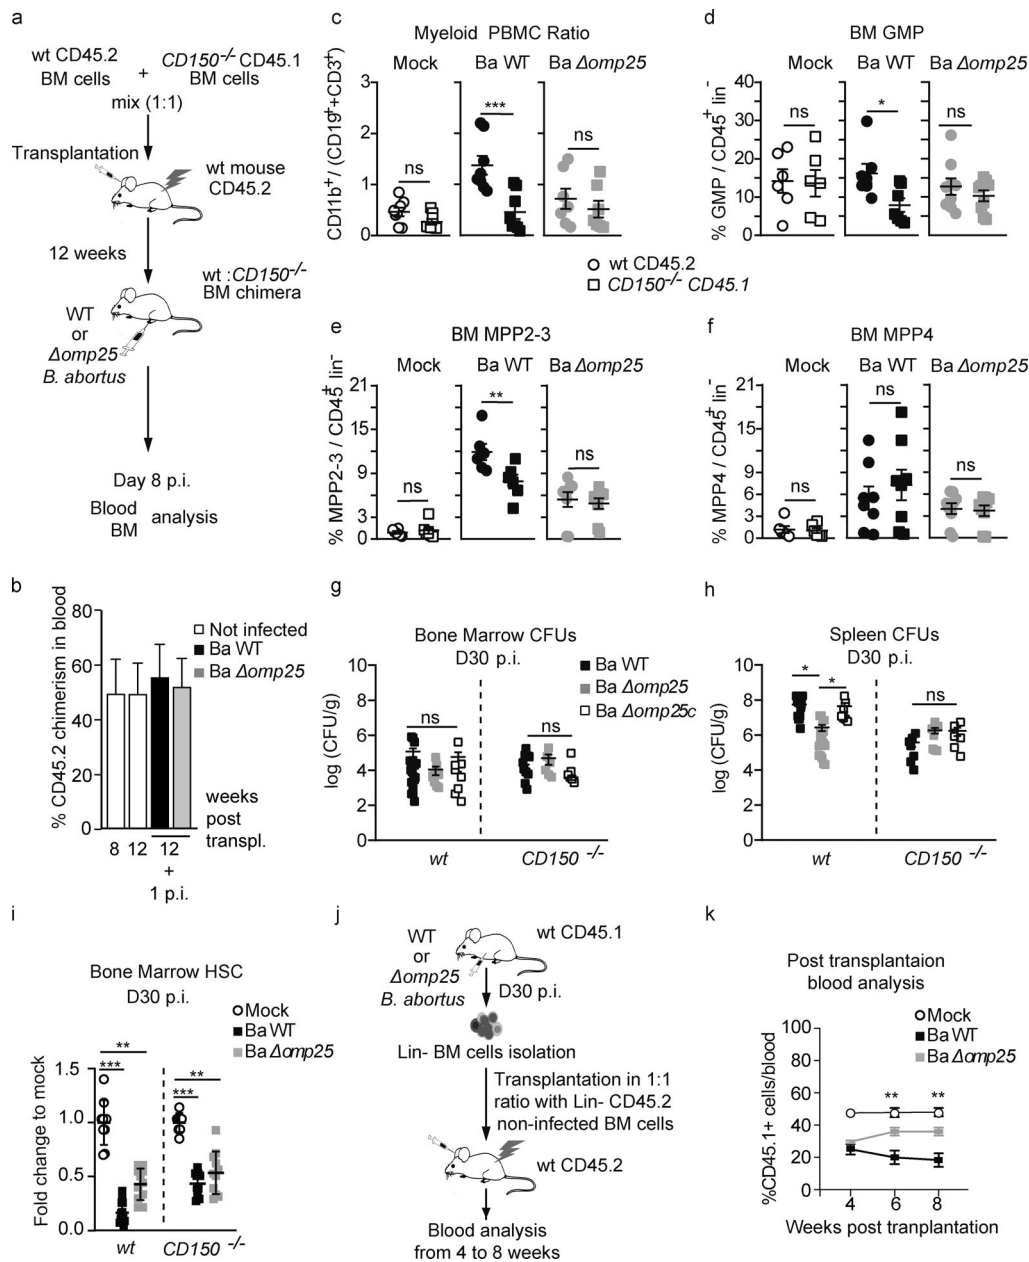 a
wt CD45.2
BM cells
+
CD150-/- CD45.1
BM cells
mix (1:1)
Transplantation
wt mouse
CD45.2
12 weeks
wt :CD150-/-
BM chimera
WT
or
Δomp25
B. abortus
Day 8 p.i.
Blood
BM
analysis
b
% CD45.2 chimerism in blood
80
60
40
20
0
Not infected
Ba WT
Ba Δomp25
8 12 12
+
1 p.i.
weeks
post
transpl.
c
Myeloid PBMC Ratio
Mock Ba WT Ba Δomp25
CD11b+/ (CD19++CD3+)
3
2
1
0
ns *** ns
d
BM GMP
Mock Ba WT Ba Δomp25
% GMP / CD45+ lin-
40
30
20
10
0
ns * ns
wt CD45.2
CD150-/- CD45.1
e
BM MPP2-3
Mock Ba WT Ba Δomp25
% MPP2-3 / CD45+ lin-
21
15
9
6
3
0
ns ** ns
f
BM MPP4
Mock Ba WT Ba Δomp25
% MPP4 / CD45+ lin-
21
15
9
6
3
0
ns ns ns
g
Bone Marrow CFUs
D30 p.i.
Ba WT
Ba Δomp25
Ba Δomp25c
log (CFU/g)
10
8
6
4
2
0
ns ns
wt CD150 -/-
h
Spleen CFUs
D30 p.i.
log (CFU/g)
10
8
6
4
2
0
* * ns
wt CD150 -/-
i
Bone Marrow HSC
D30 p.i.
Mock
Ba WT
Ba Δomp25
Fold change to mock
1.5
1.0
0.5
0.0
** ***
** ***
wt CD150 -/-
j
WT
or
Δomp25
B. abortus
wt CD45.1
D30 p.i.
Lin- BM cells isolation
Transplantation in 1:1
ratio with Lin- CD45.2
non-infected BM cells
wt CD45.2
Blood analysis
from 4 to 8 weeks
k
Post transplantaion
blood analysis
Mock
Ba WT
Ba Δomp25
%CD45.1+ cells/blood
100
80
60
40
20
0
** **
4 6 8
Weeks post tranplantation